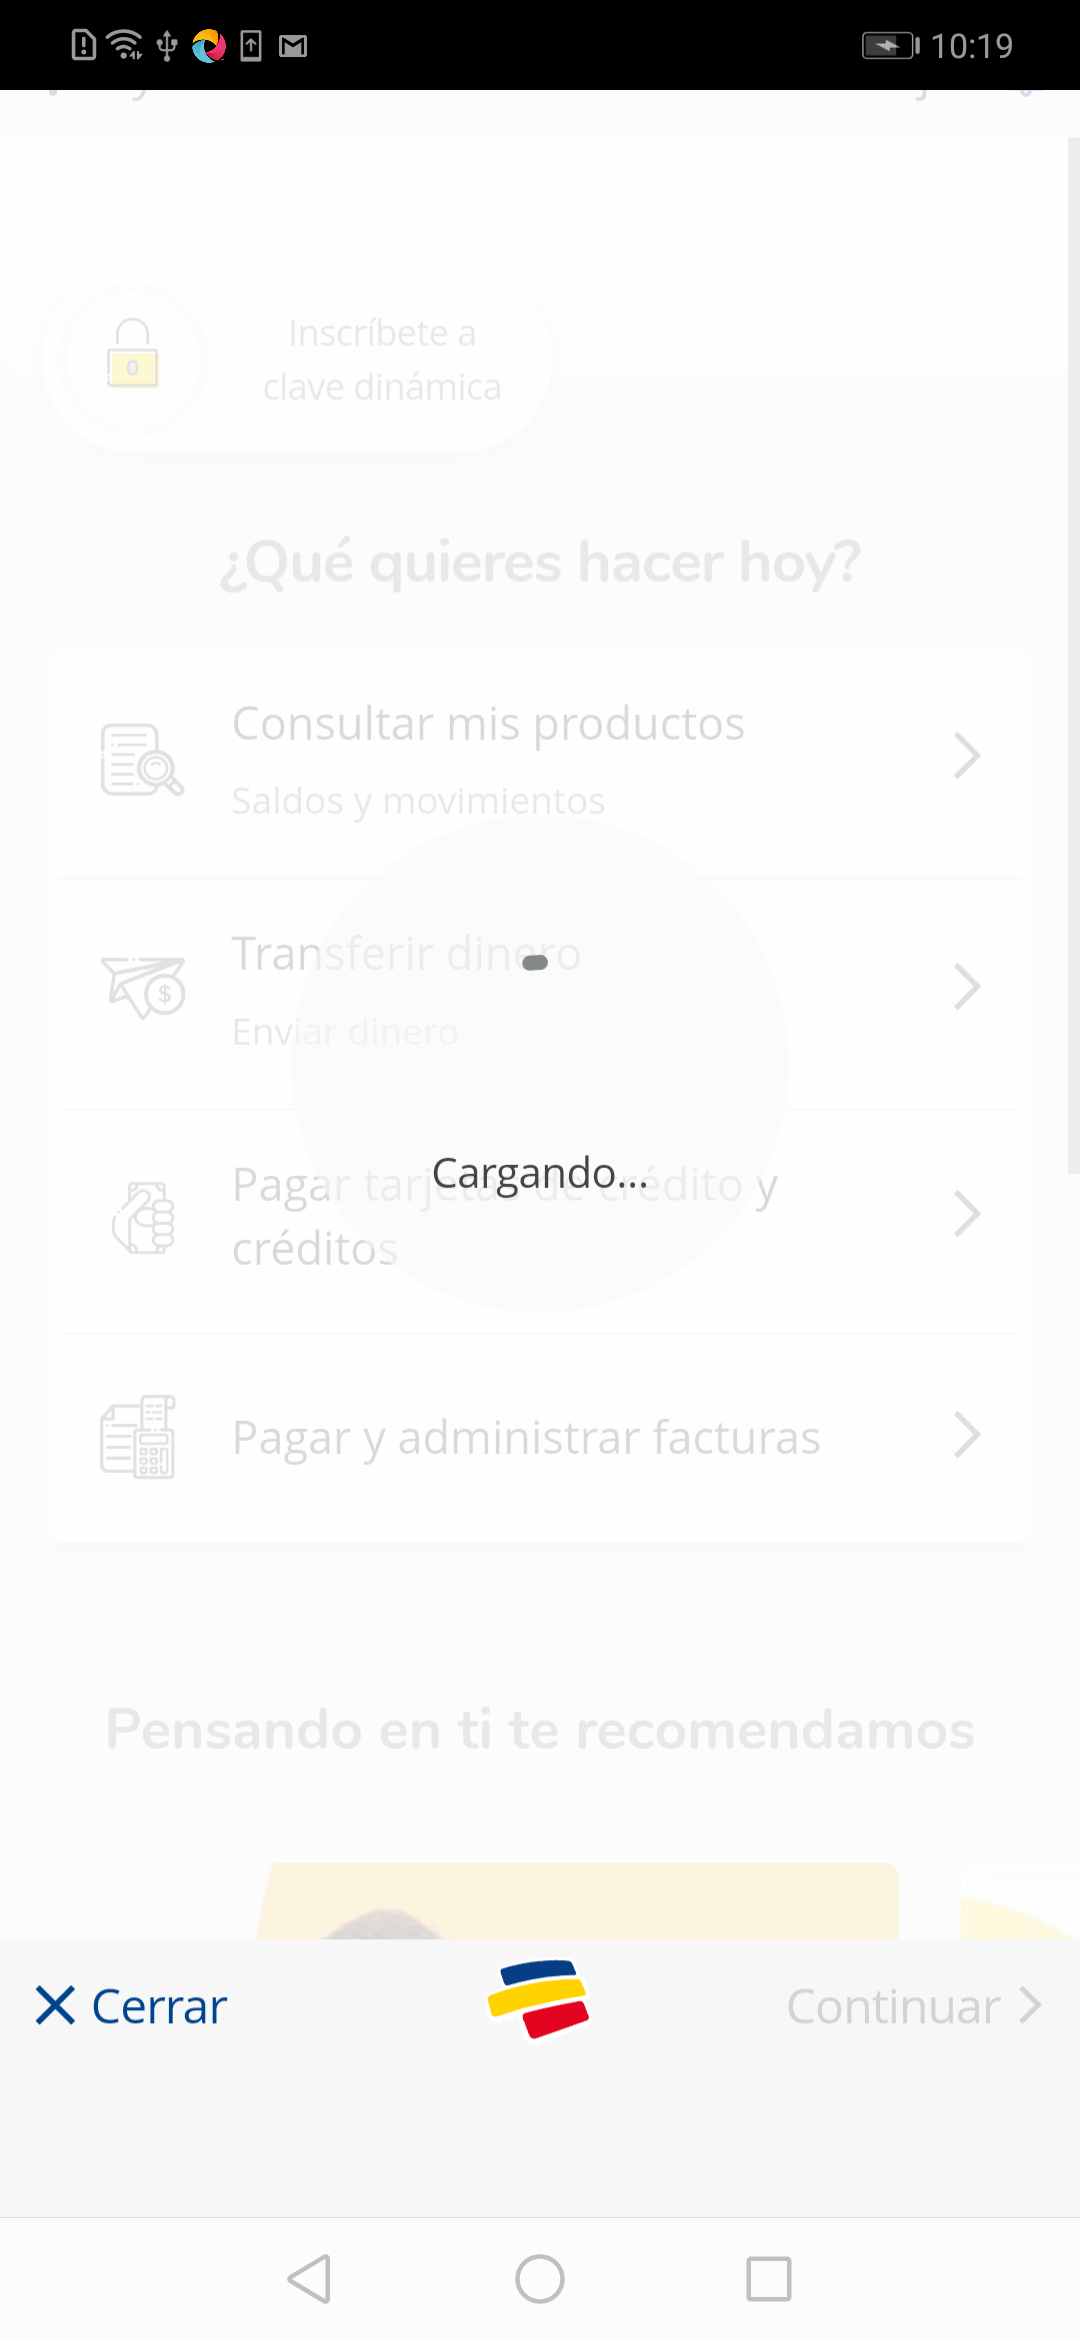 10:19
Inscríbete a
clave dinámica
¿Qué quieres hacer hoy?
Consultar mis productos
Saldos y movimientos
Transferir dinero
Enviar dinero
Cargando...
Pagar tarjetas de crédito y
créditos
Pagar y administrar facturas
Pensando en ti te recomendamos
Cerrar
Continuar